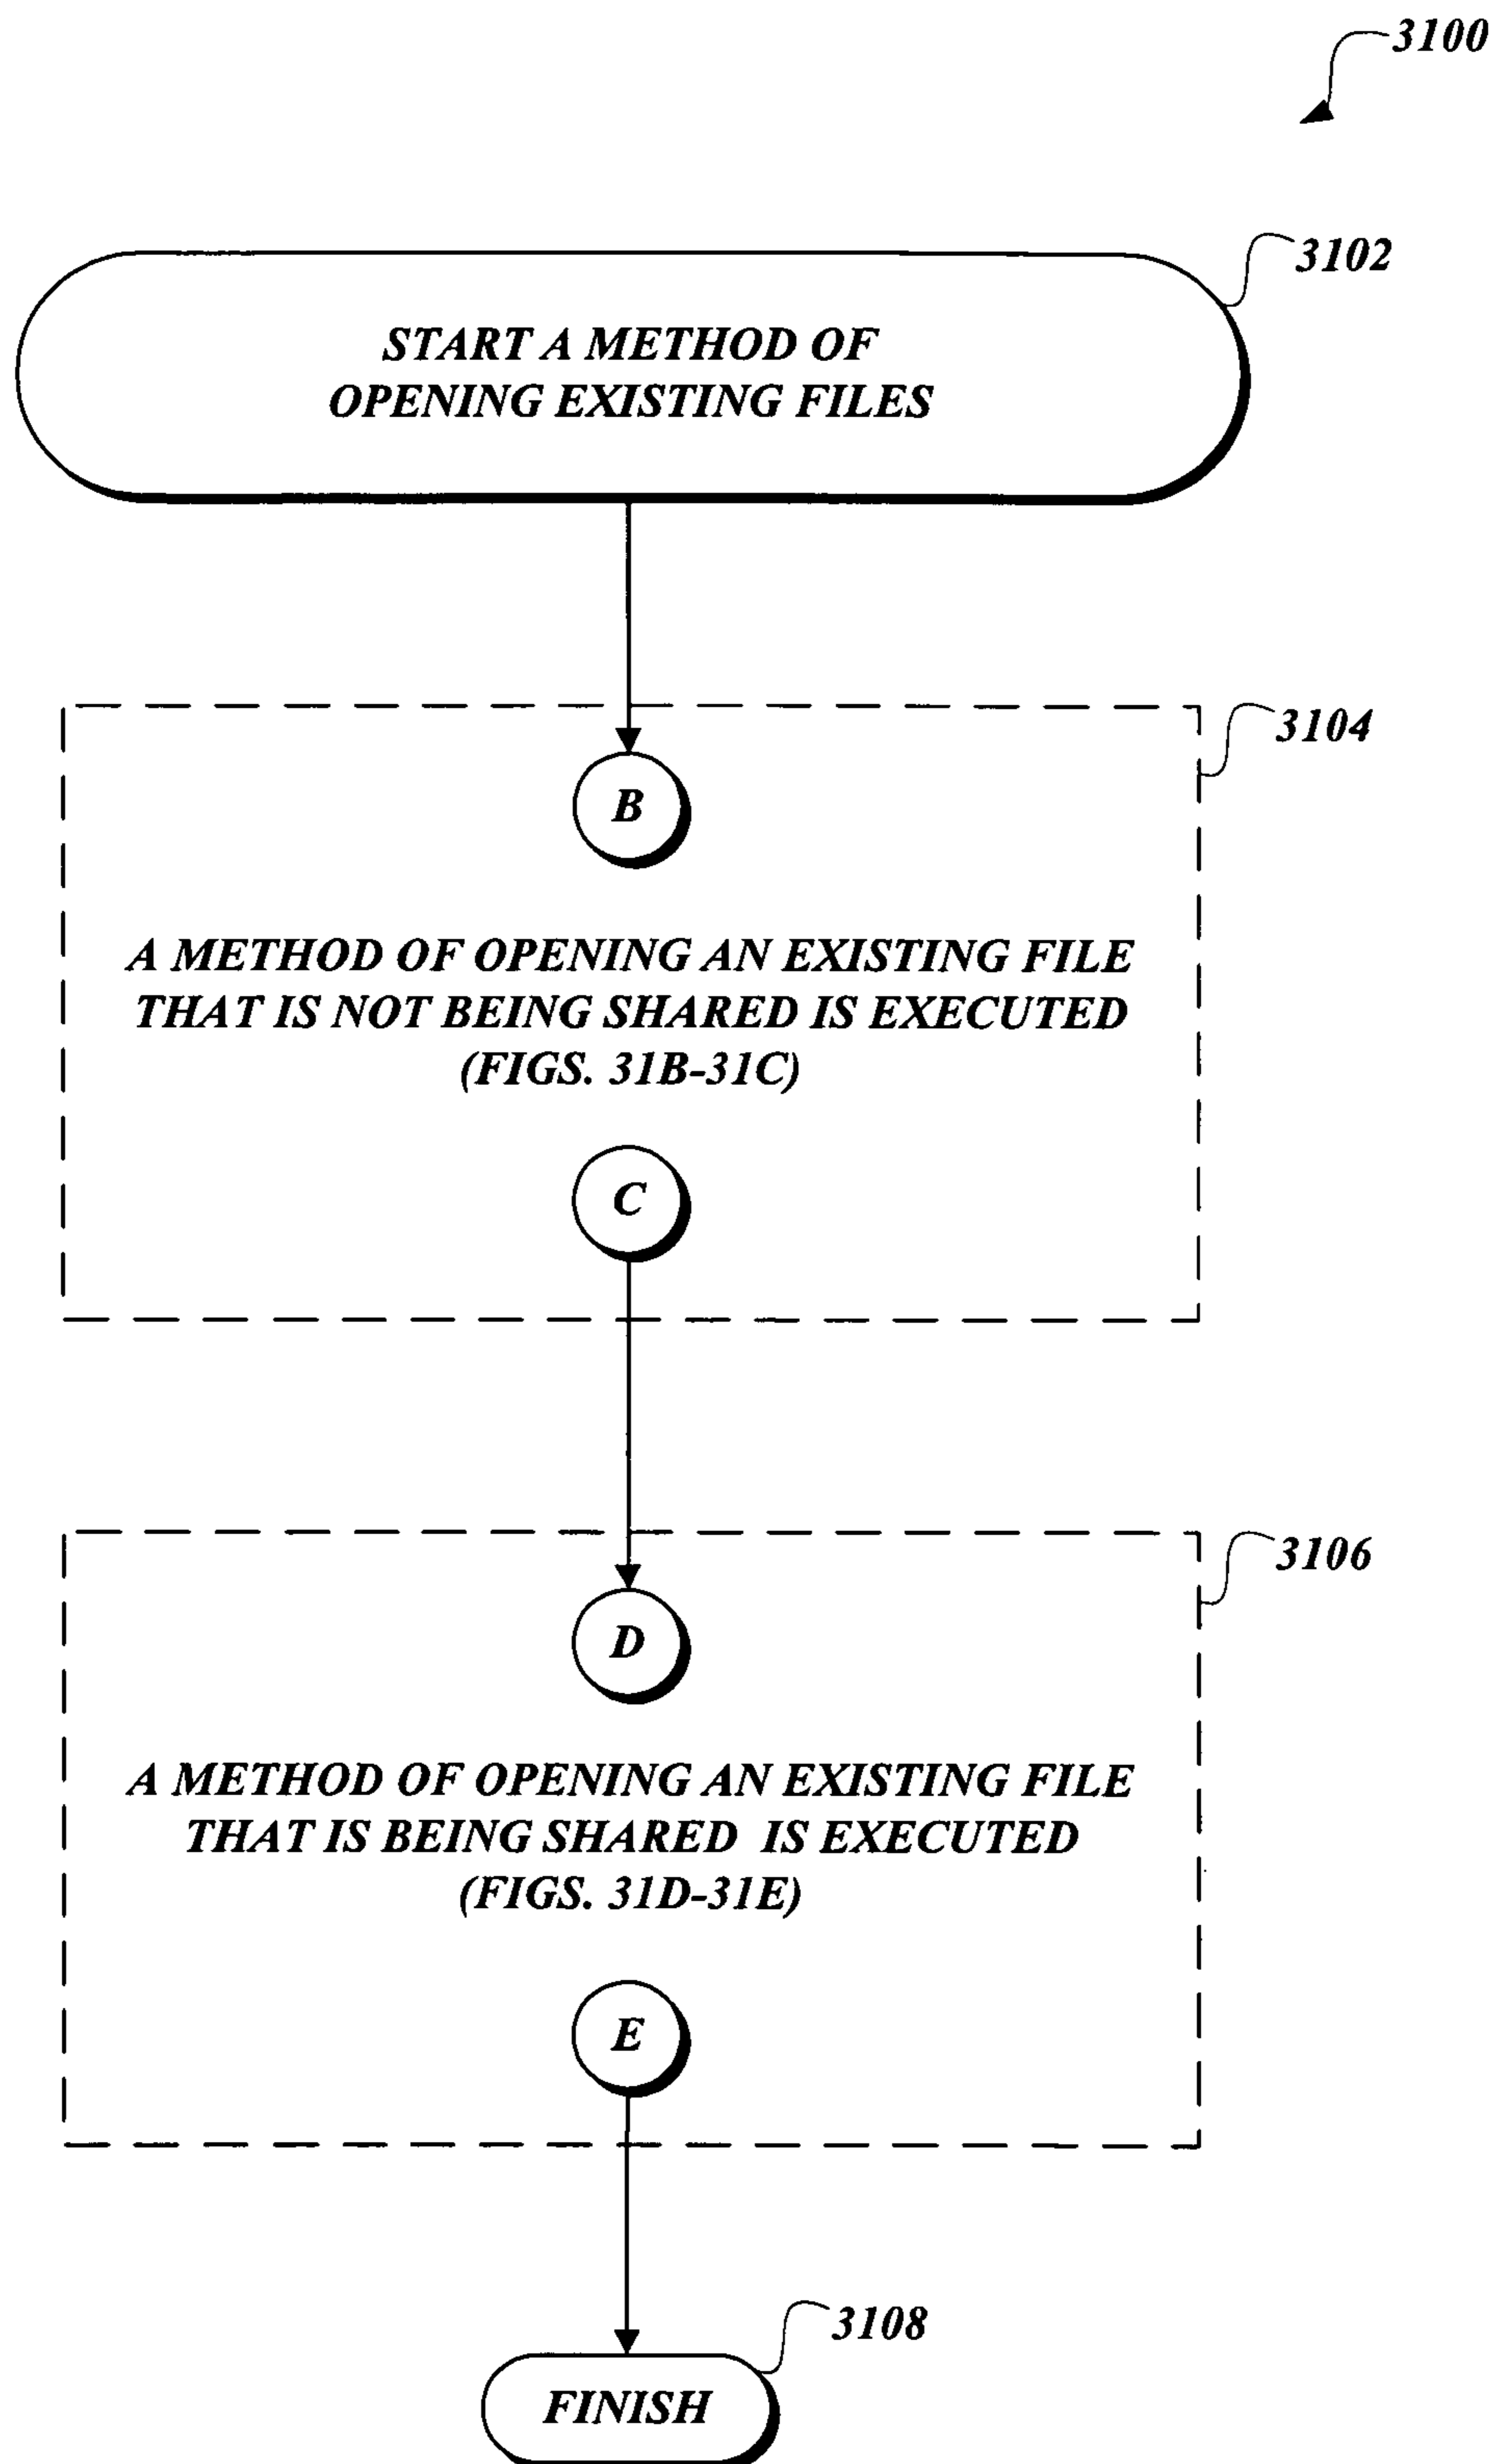 3100
3102
START A METHOD OF
OPENING EXISTING FILES
3104
B
A METHOD OF OPENING AN EXISTING FILE
THAT IS NOT BEING SHARED IS EXECUTED
(FIGS. 31B-31C)
C
3106
D
A METHOD OF OPENING AN EXISTING FILE
THAT IS BEING SHARED IS EXECUTED
(FIGS. 31D-31E)
E
3108
FINISH